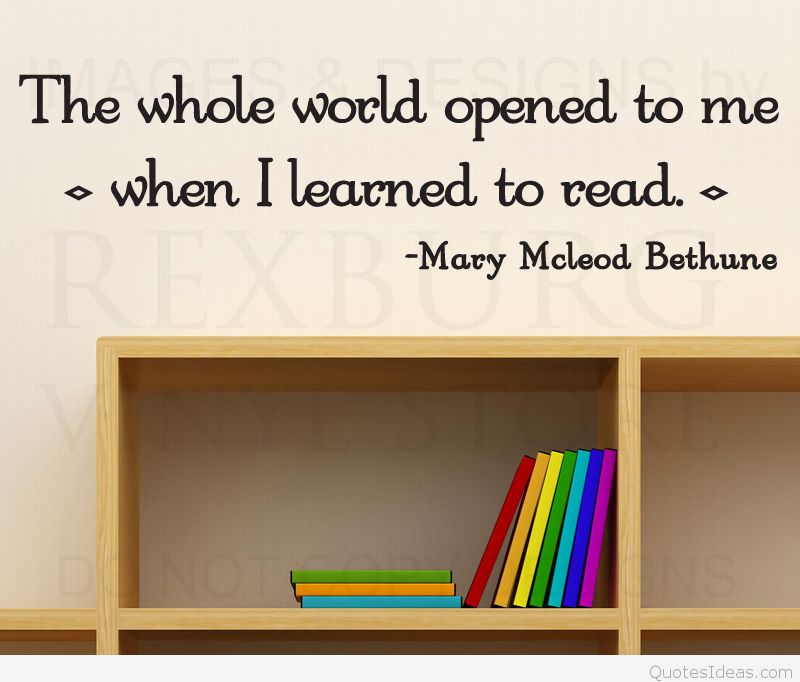 IMAGES & DESIGNS by
The whole world opened to me
when I learned to read.
REXBURG
-Mary Mcleod Bethune
VINYL STORE
DO NOT COPY DESIGNS
QuotesIdeas.com